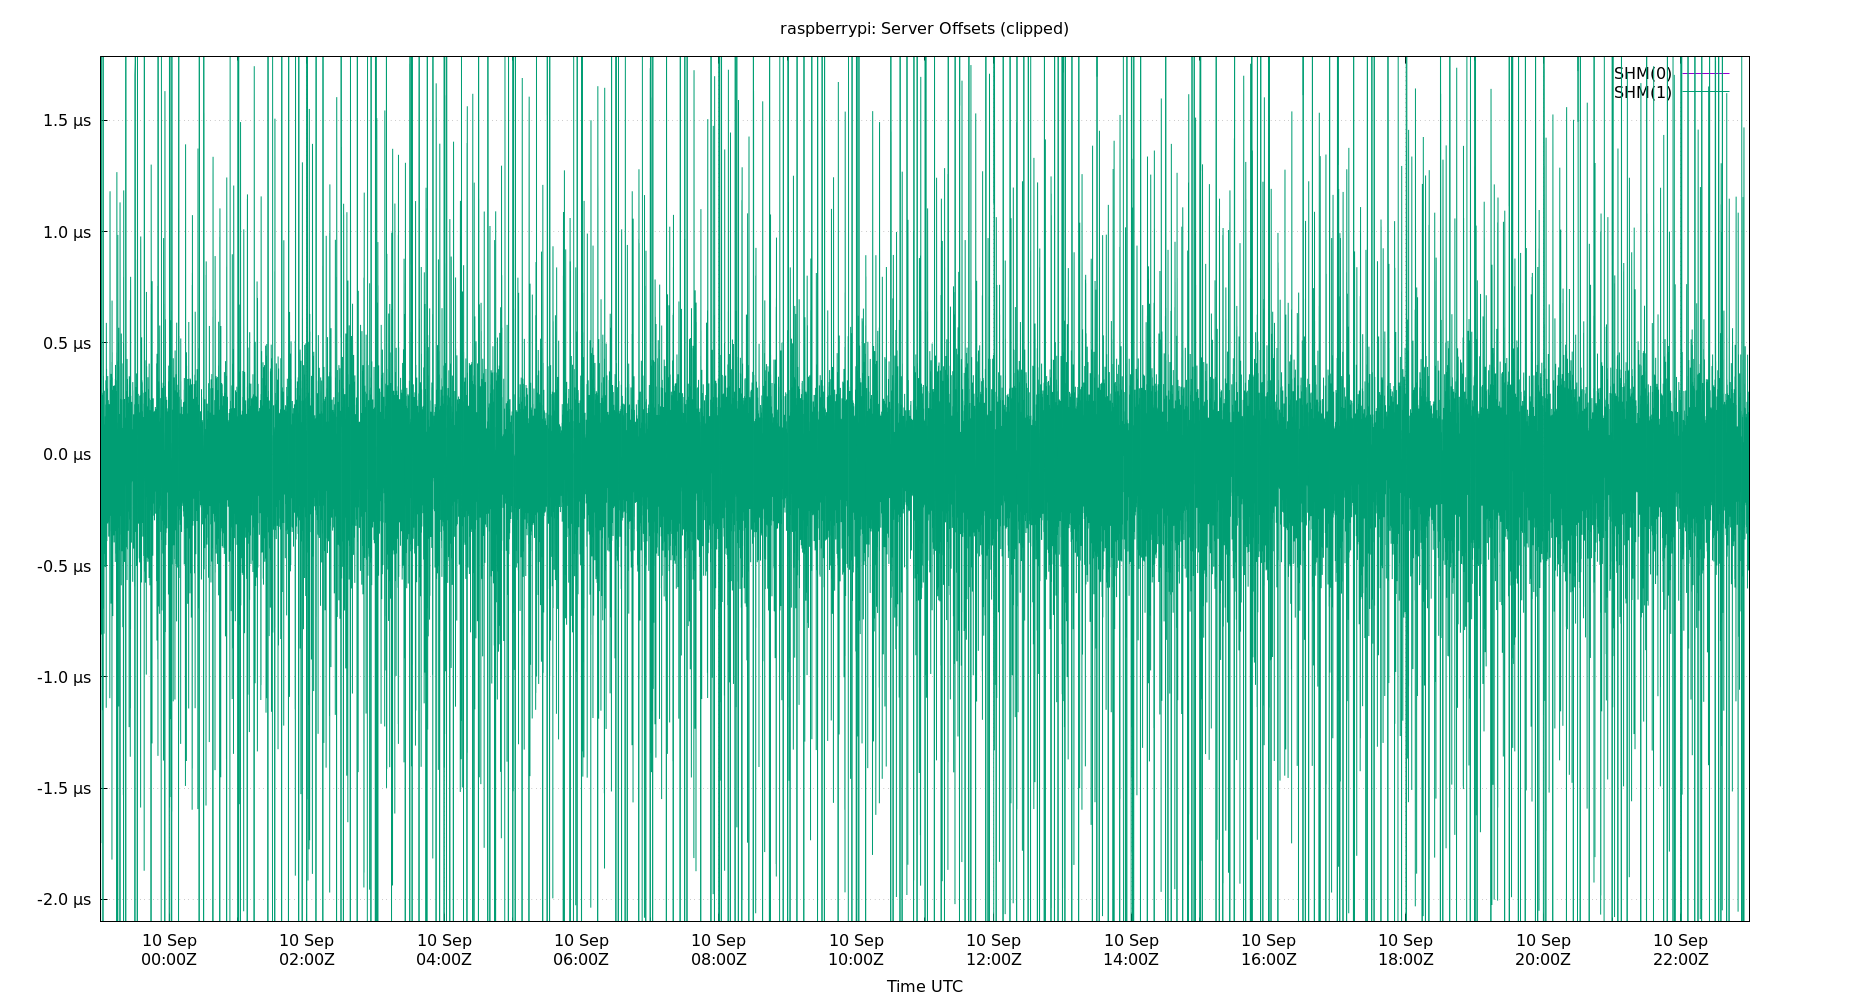 raspberrypi: Server Offsets (clipped)
SHM(0)
SHM(1)
1.5 µs
1.0 µs
0.5 µs
0.0 µs
-0.5 µs
-1.0 µs
-1.5 µs
-2.0 µs
10 Sep 10 Sep 10 Sep 10 Sep 10 Sep 10 Sep 10 Sep 10 Sep 10 Sep 10 Sep 10 Sep 10 Sep
00:00Z 02:00Z 04:00Z 06:00Z 08:00Z 10:00Z 12:00Z 14:00Z 16:00Z 18:00Z 20:00Z 22:00Z
Time UTC